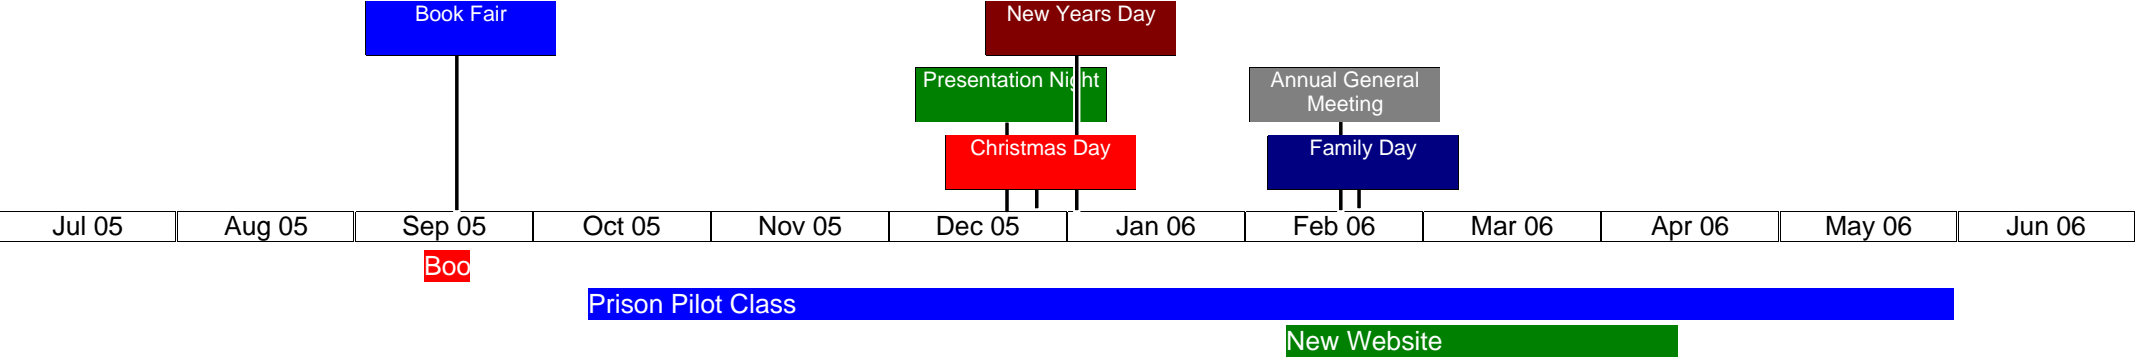 Book Fair
New Years Day
Presentation Night
Annual General
Meeting
Christmas Day
Family Day
Jul 05
Aug 05
Sep 05
Oct 05
Nov 05
Dec 05
Jan 06
Feb 06
Mar 06
Apr 06
May 06
Jun 06
Boo
Prison Pilot Class
New Website